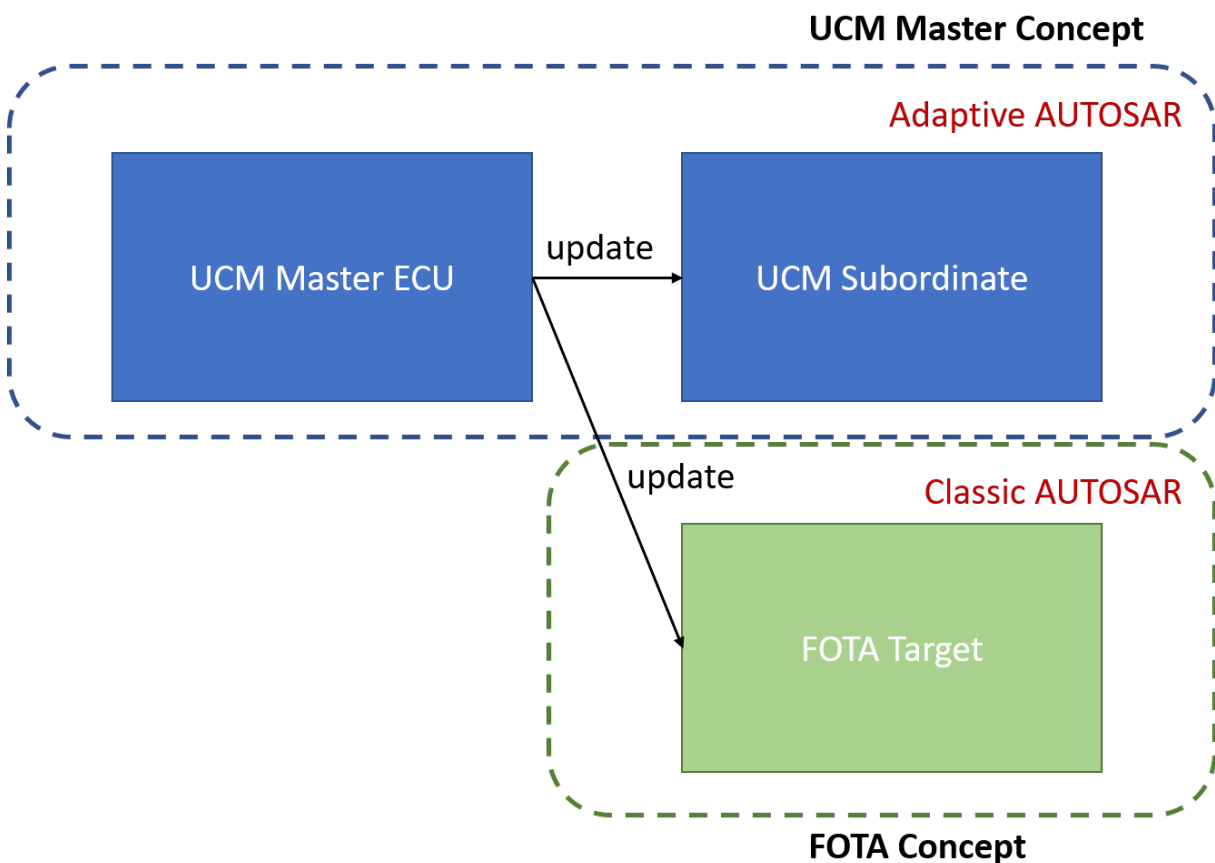 UCM Master Concept
Adaptive AUTOSAR
UCM Master ECU
update
UCM Subordinate
update
Classic AUTOSAR
FOTA Target
FOTA Concept